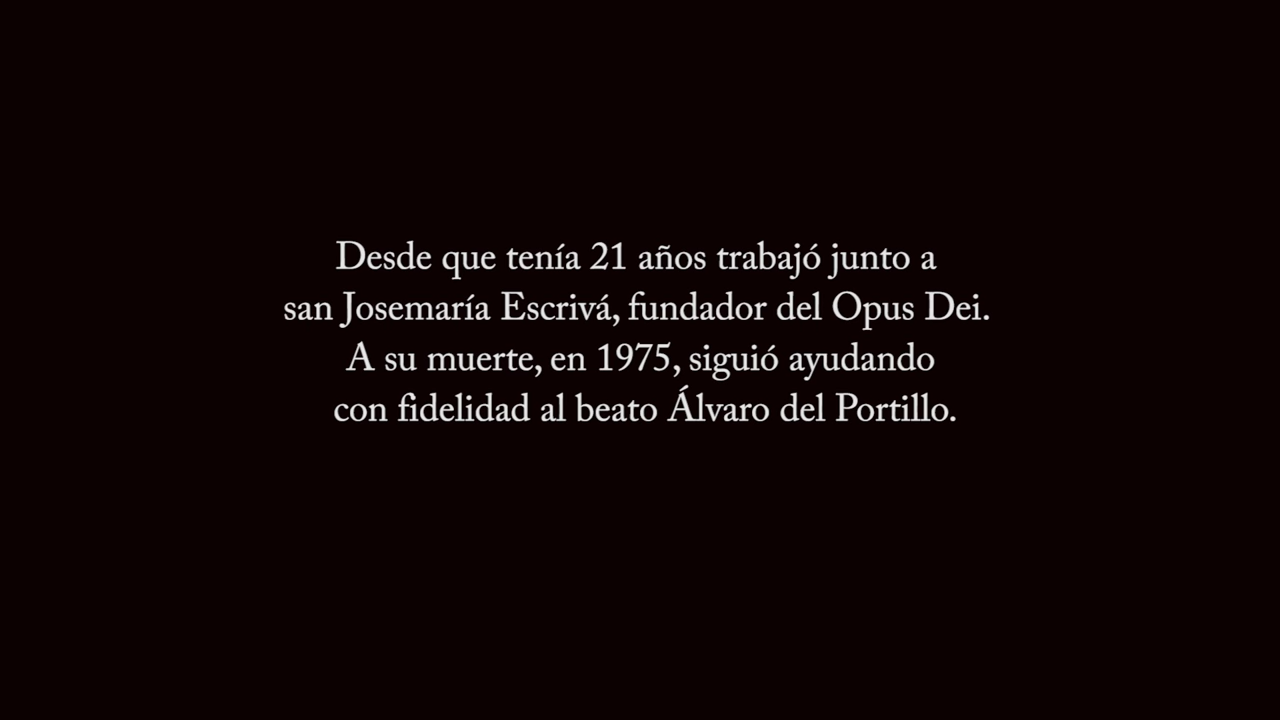 Desde que tenía 21 años trabajó junto a
san Josemaría Escrivá, fundador del Opus Dei.
A su muerte, en 1975, siguió ayudando
con fidelidad al beato Álvaro del Portillo.